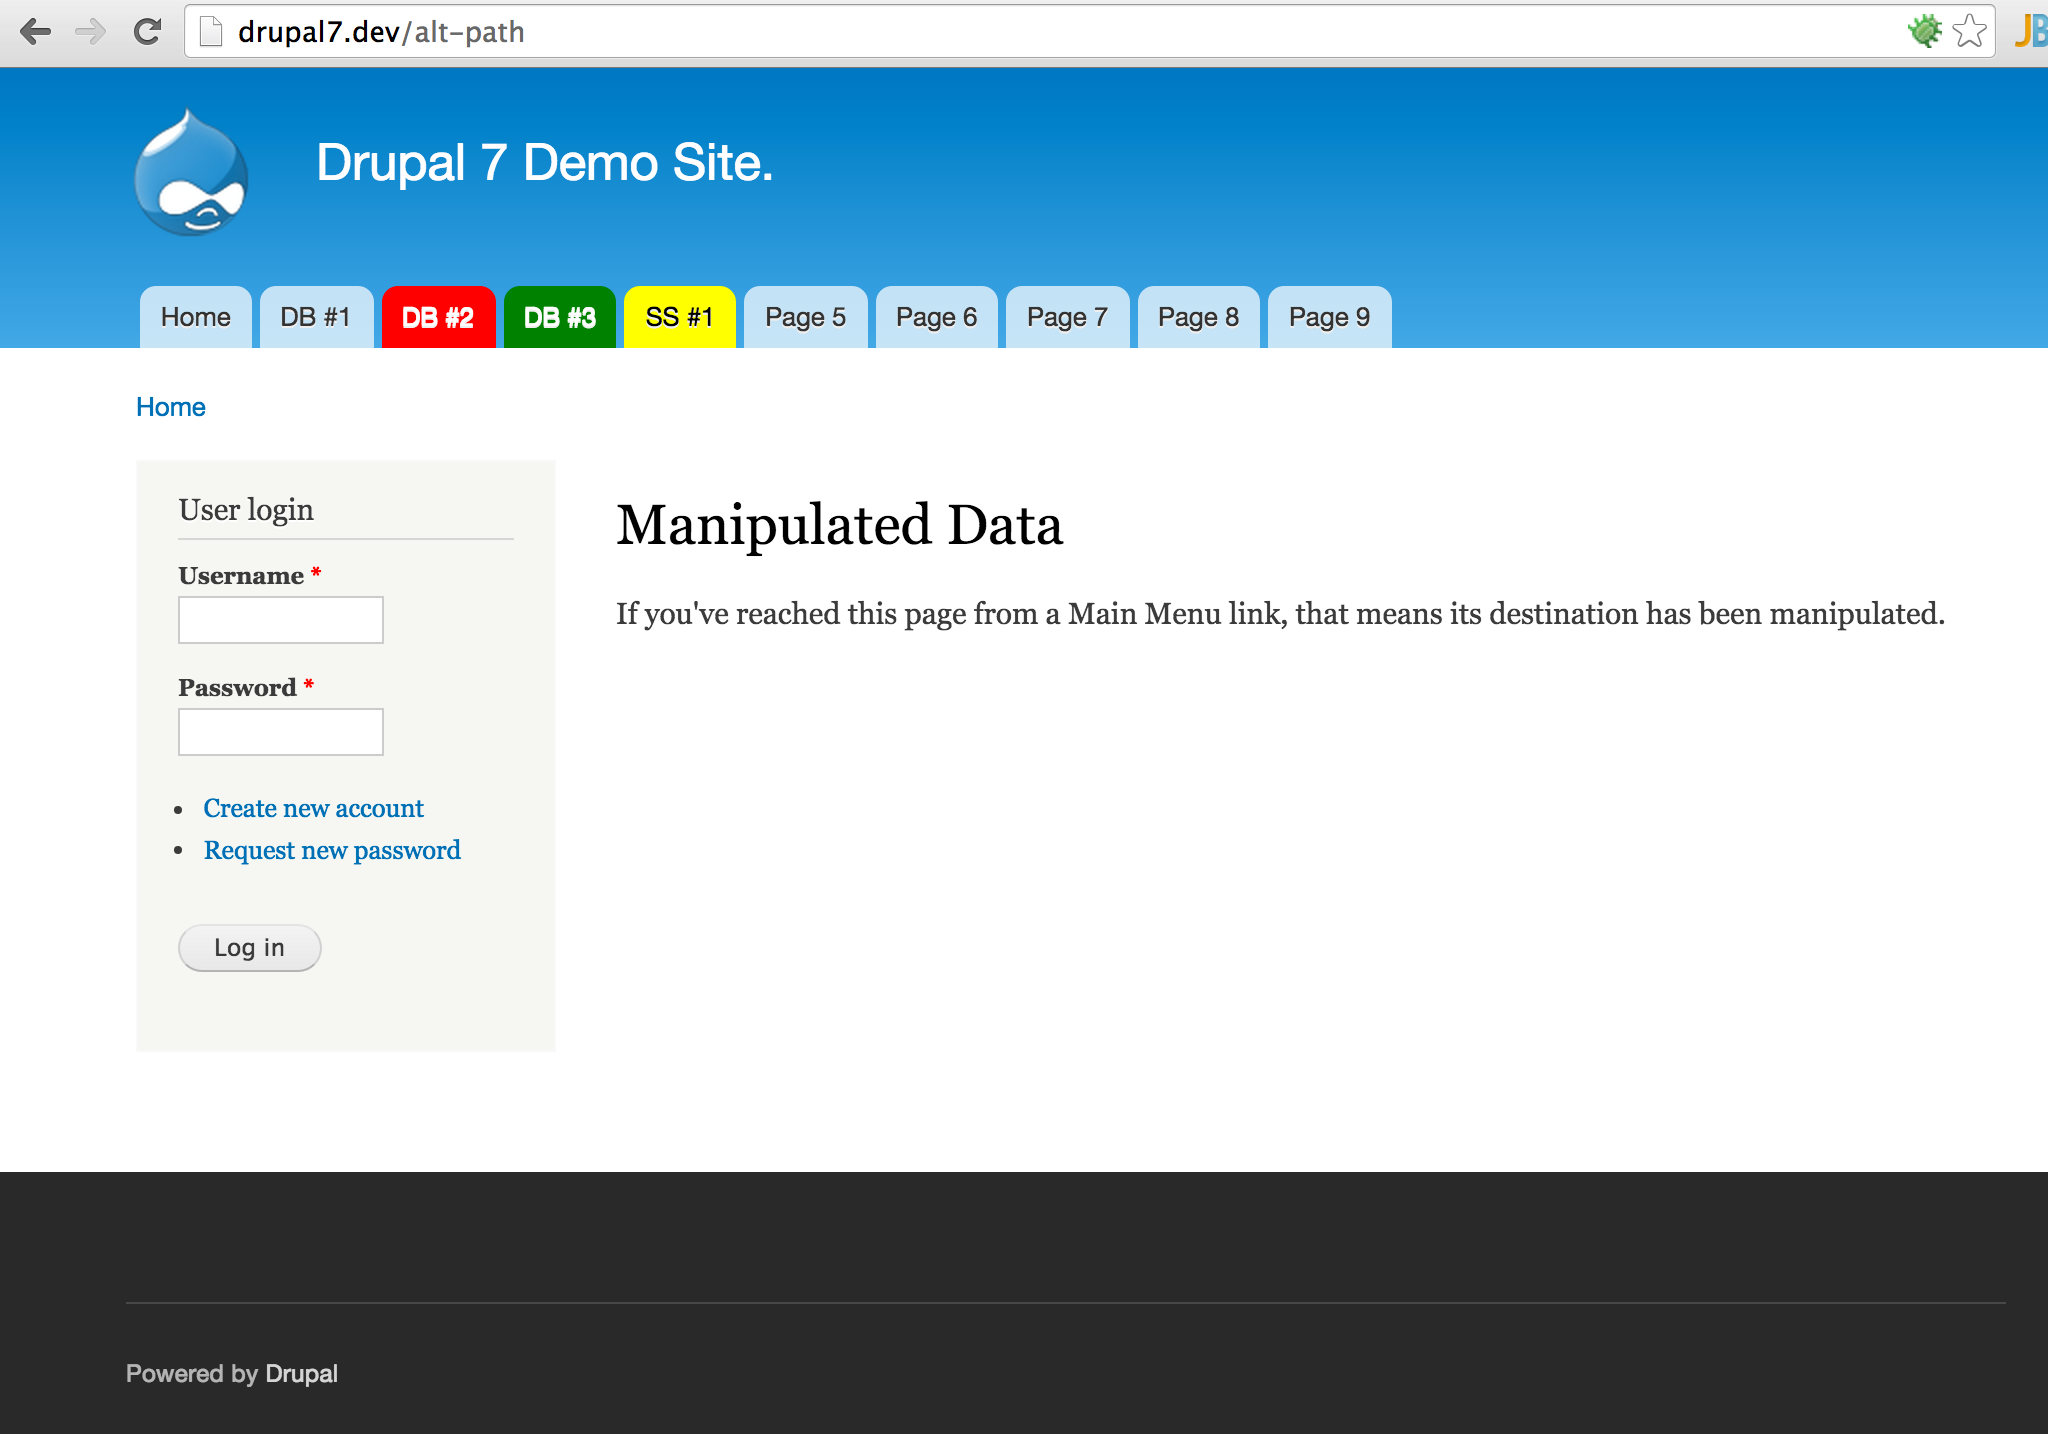 drupal7.dev/alt-path
JB
Drupal 7 Demo Site.
Home DB #1 DB #2 DB #3 SS #1 Page 5 Page 6 Page 7 Page 8 Page 9
Home
User login
Username *
Password *
Create new account
Request new password
Log in
Manipulated Data
If you've reached this page from a Main Menu link, that means its destination has been manipulated.
Powered by Drupal